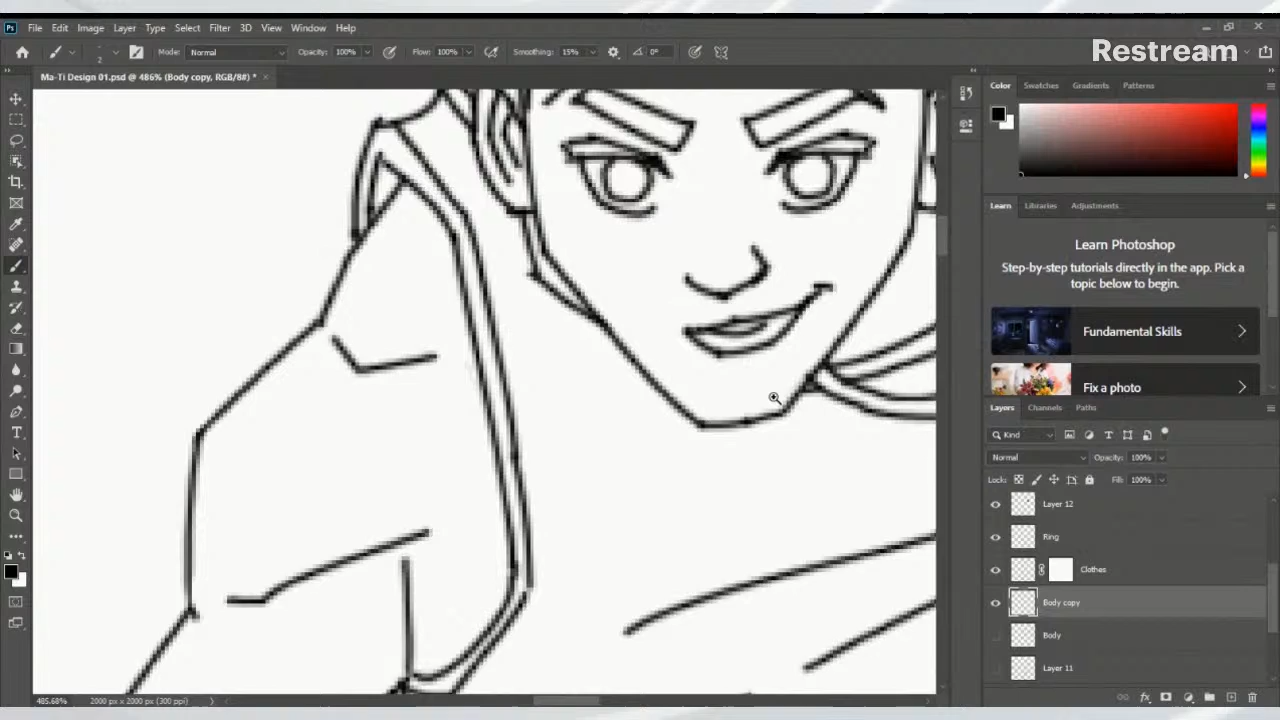 Ps File Edit Image Layer Type Select Filter 3D View Window Help
2 Mode: Normal Opacity: 100% Flow: 100% Smoothing: 15% 0°
Restream
Ma-Ti Design 01.psd @ 486% (Body copy, RGB/8#) * ×
Color Swatches Gradients Patterns
Learn Libraries Adjustments
Learn Photoshop
Step-by-step tutorials directly in the app. Pick a
topic below to begin.
Fundamental Skills
Fix a photo
Layers Channels Paths
Kind
Normal Opacity: 100%
Lock: Fill: 100%
Layer 12
Ring
Clothes
Body copy
Body
Layer 11
485.68% 2000 px x 2000 px (300 ppi)